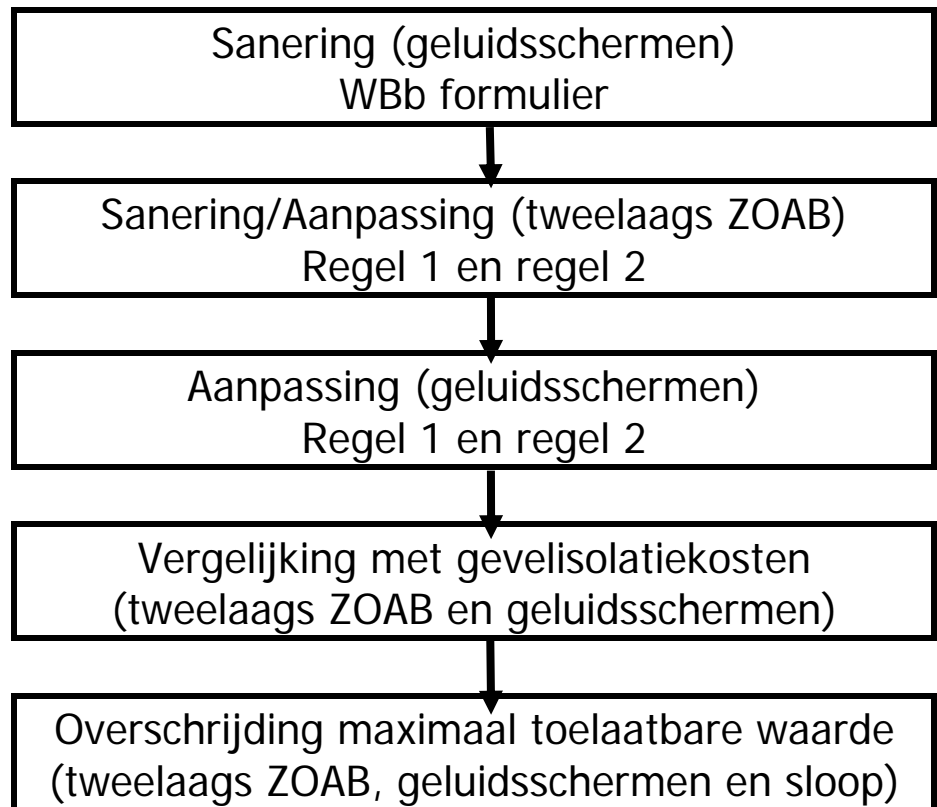 Sanering (geluidsschermen)
WBb formulier
Sanering/Aanpassing (tweelaags ZOAB)
Regel 1 en regel 2
Aanpassing (geluidsschermen)
Regel 1 en regel 2
Vergelijking met gevelisolatiekosten
(tweelaags ZOAB en geluidsschermen)
Overschrijding maximaal toelaatbare waarde
(tweelaags ZOAB, geluidsschermen en sloop)